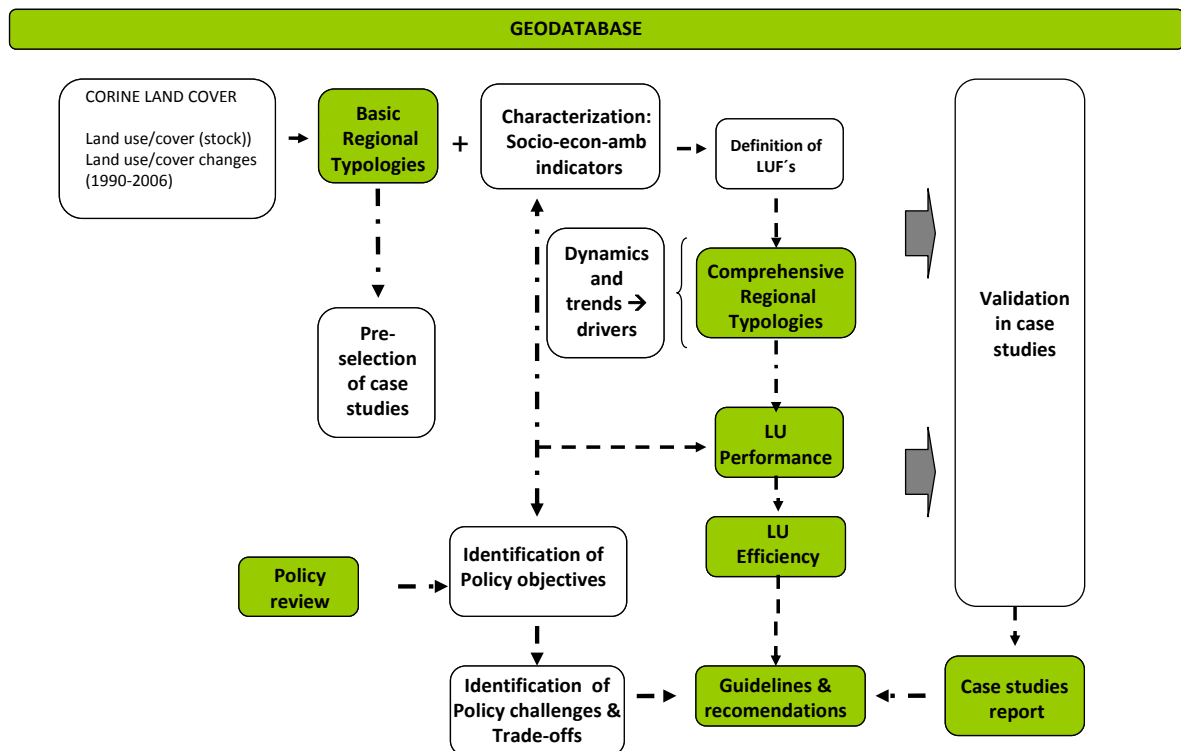 GEODATABASE
CORINE LAND COVER
Land use/cover (stock))
Land use/cover changes
(1990-2006)
Basic
Regional
Typologies
+
Characterization:
Socio-econ-amb
indicators
Definition of
LUF´s
Dynamics
and
trends →
drivers
Comprehensive
Regional
Typologies
Validation
in case
studies
Pre-
selection
of case
studies
LU
Performance
LU
Efficiency
Policy
review
Identification of
Policy objectives
Identification of
Policy challenges &
Trade-offs
Guidelines &
recomendations
Case studies
report